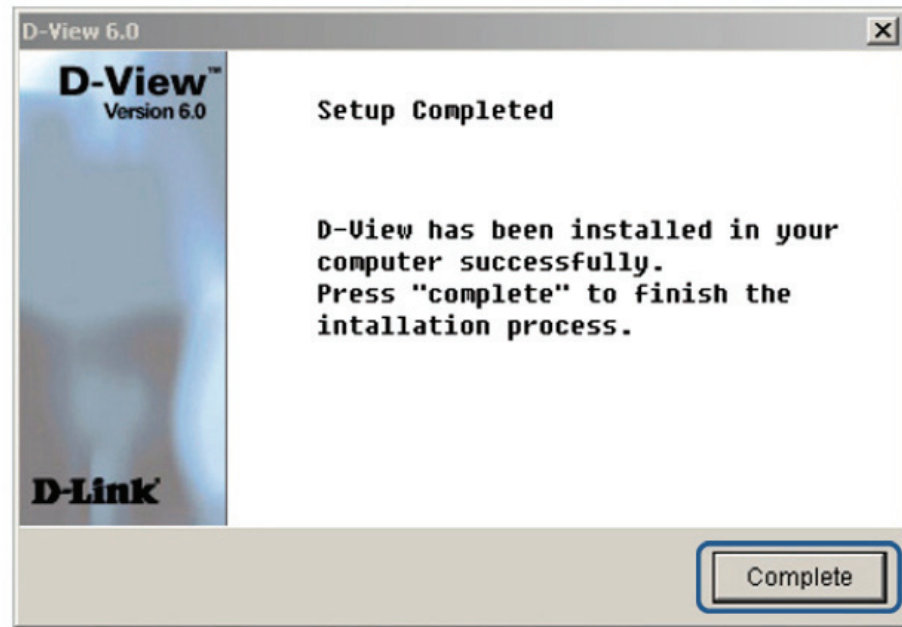 D-View 6.0
D-View™
Version 6.0
Setup Completed
D-View has been installed in your
computer successfully.
Press "complete" to finish the
intallation process.
D-Link
Complete